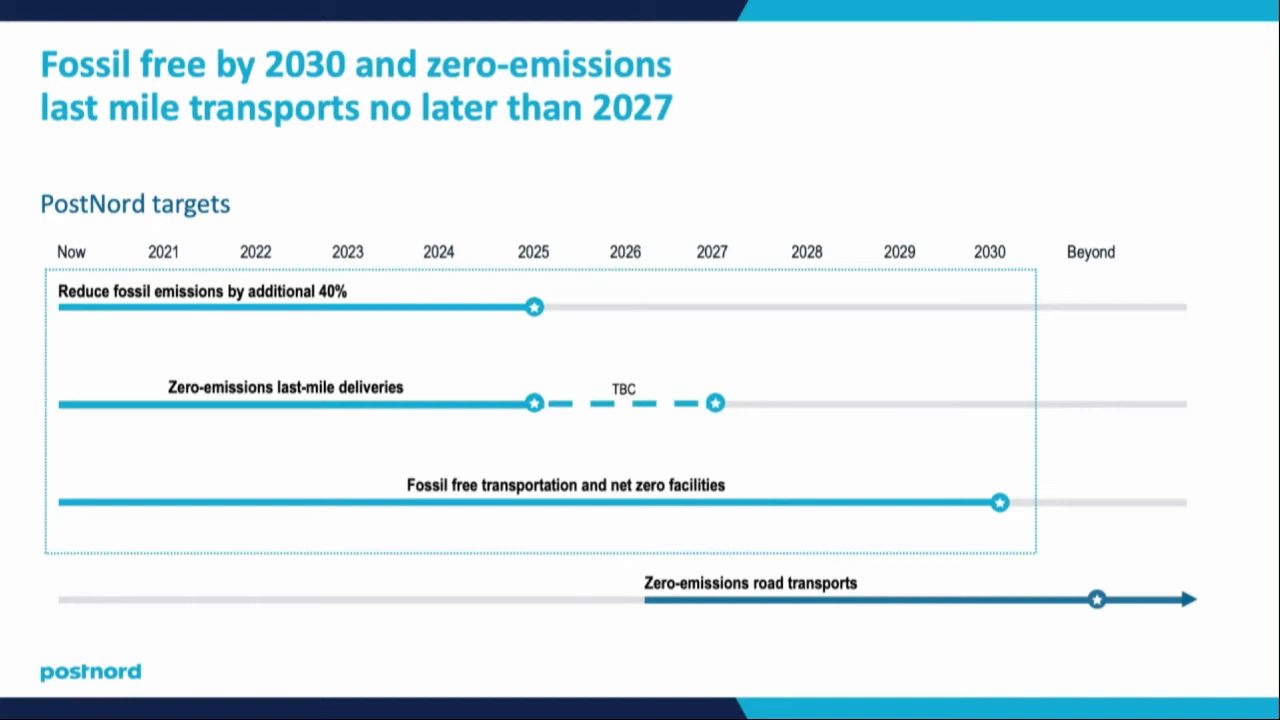 Fossil free by 2030 and zero-emissions
last mile transports no later than 2027
PostNord targets
Now 2021 2022 2023 2024 2025 2026 2027 2028 2029 2030 Beyond
Reduce fossil emissions by additional 40%
Zero-emissions last-mile deliveries
TBC
Fossil free transportation and net zero facilities
Zero-emissions road transports
postnord